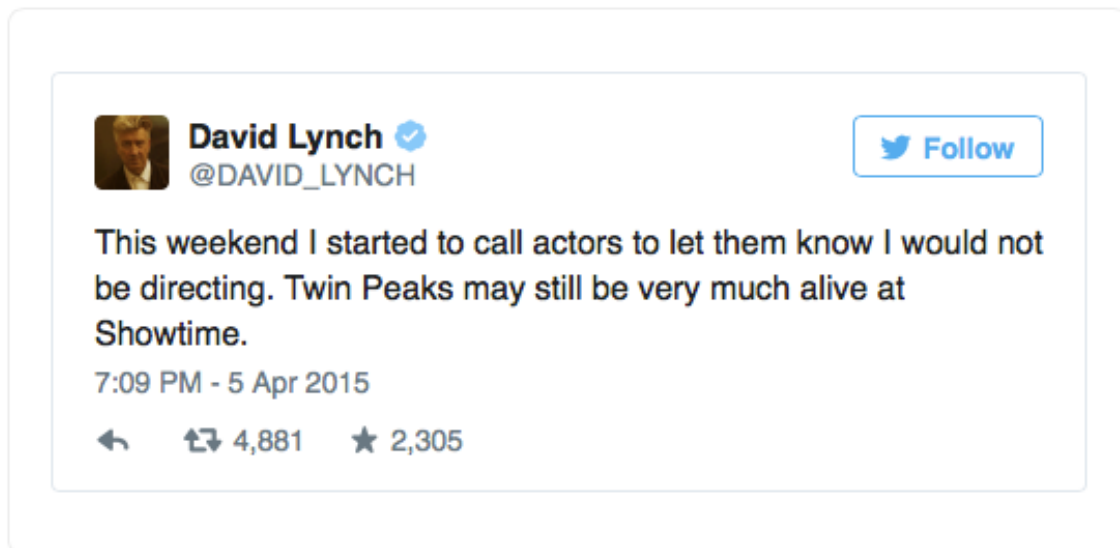 David Lynch
@DAVID_LYNCH
Follow
This weekend I started to call actors to let them know I would not
be directing. Twin Peaks may still be very much alive at
Showtime.
7:09 PM - 5 Apr 2015
4,881 2,305